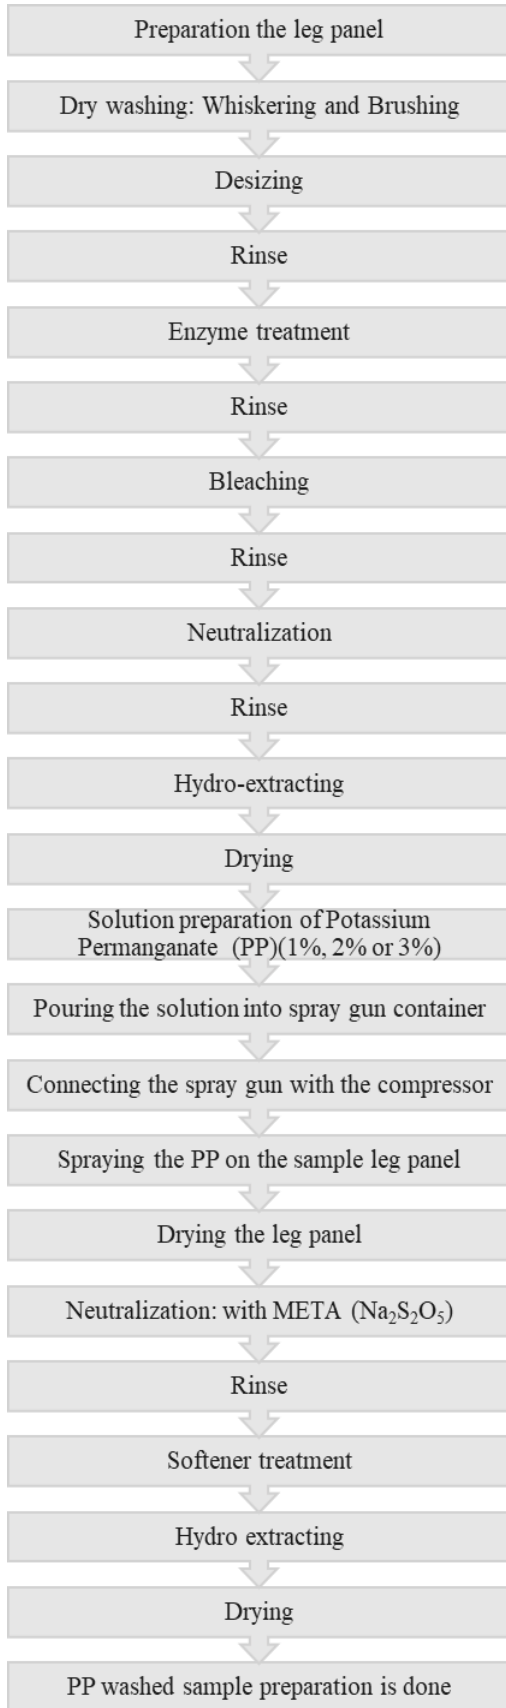 Preparation the leg panel
Dry washing: Whiskering and Brushing
Desizing
Rinse
Enzyme treatment
Rinse
Bleaching
Rinse
Neutralization
Rinse
Hydro-extracting
Drying
Solution preparation of Potassium
Permanganate (PP)(1%, 2% or 3%)
Pouring the solution into spray gun container
Connecting the spray gun with the compressor
Spraying the PP on the sample leg panel
Drying the leg panel
Neutralization: with META (Na₂S₂O₅)
Rinse
Softener treatment
Hydro extracting
Drying
PP washed sample preparation is done